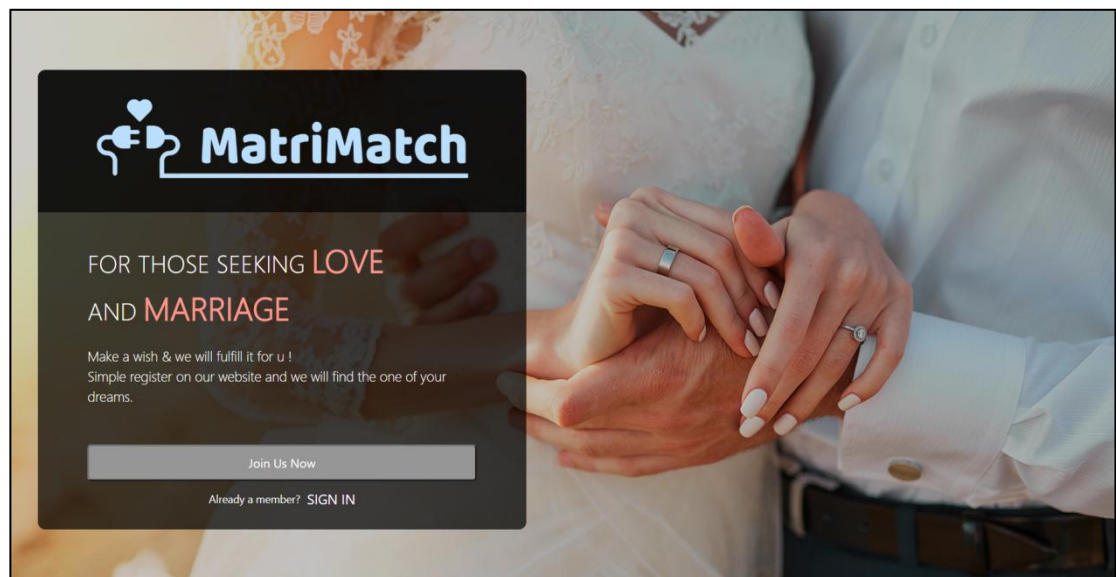 MatriMatch
FOR THOSE SEEKING LOVE
AND MARRIAGE
Make a wish & we will fulfill it for u !
Simple register on our website and we will find the one of your
dreams.
Join Us Now
Already a member? SIGN IN